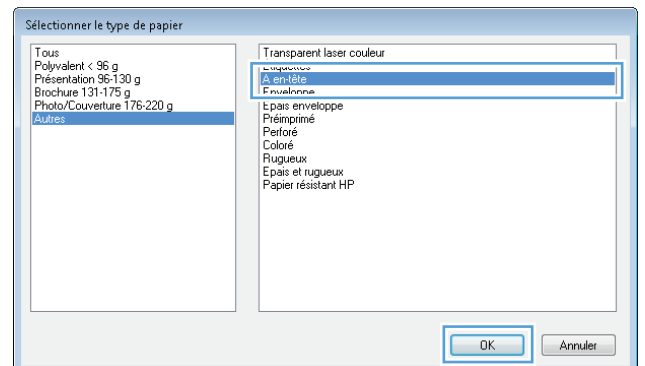 Sélectionner le type de papier
Tous
Polyvalent < 96 g
Présentation 96-130 g
Brochure 131-175 g
Photo/Couverture 176-220 g
Autres
Transparent laser couleur
Etiquettes
A en-tête
Enveloppe
Epais enveloppe
Préimprimé
Perforé
Coloré
Rugueux
Epais et rugueux
Papier résistant HP
OK
Annuler